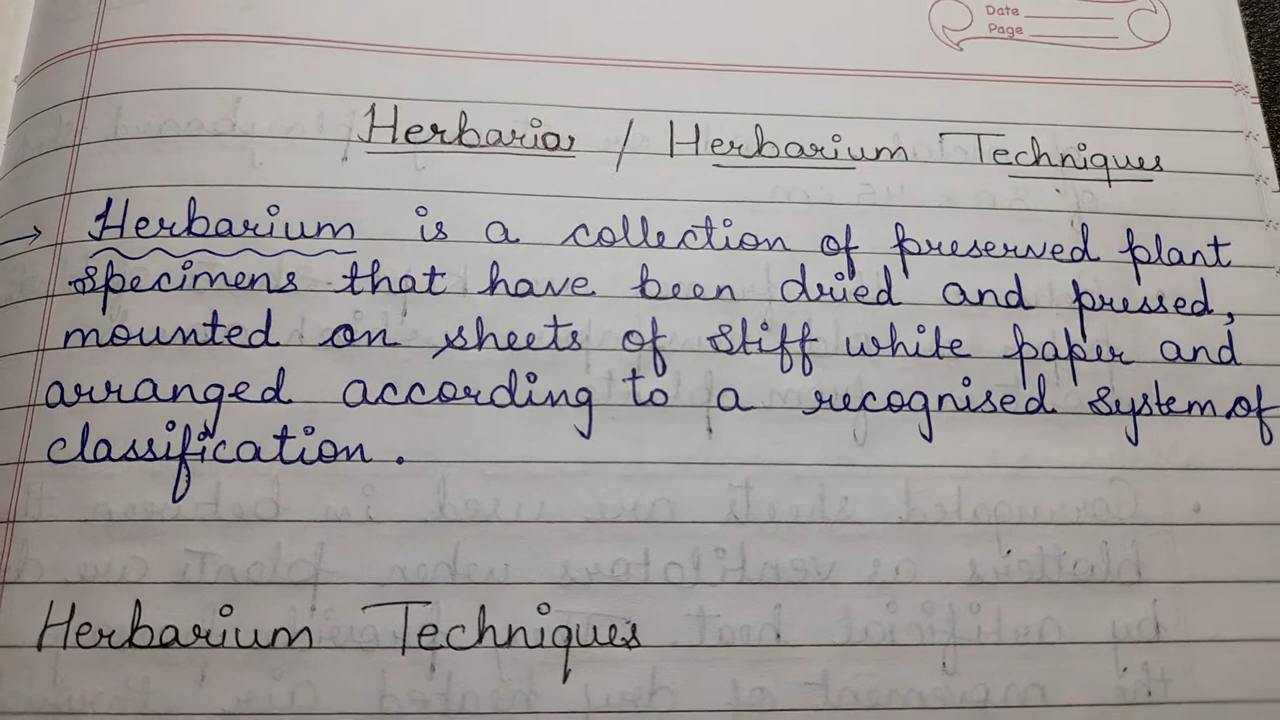 Date
Page
Herbaria / Herbarium Techniques
→ Herbarium is a collection of preserved plant
specimens that have been dried and pressed,
mounted on sheets of stiff white paper and
arranged according to a recognised system of
classification.
Herbarium Techniques